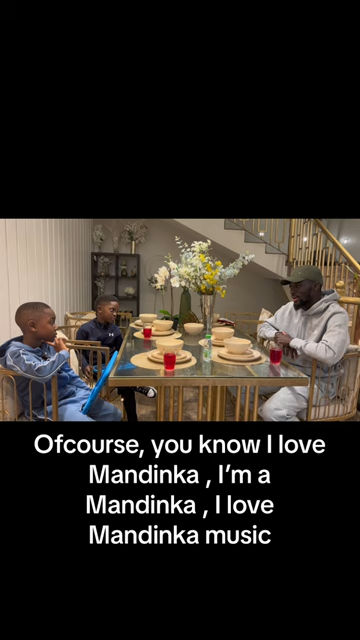 Ofcourse, you know I love
Mandinka , I’m a
Mandinka , I love
Mandinka music